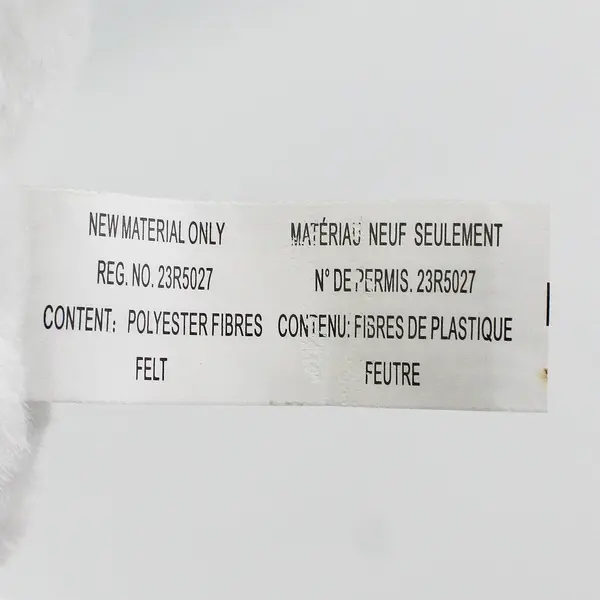 NEW MATERIAL ONLY
REG. NO. 23R5027
CONTENT: POLYESTER FIBRES
FELT
MATÉRIAU NEUF SEULEMENT
N° DE PERMIS. 23R5027
CONTENU: FIBRES DE PLASTIQUE
FEUTRE